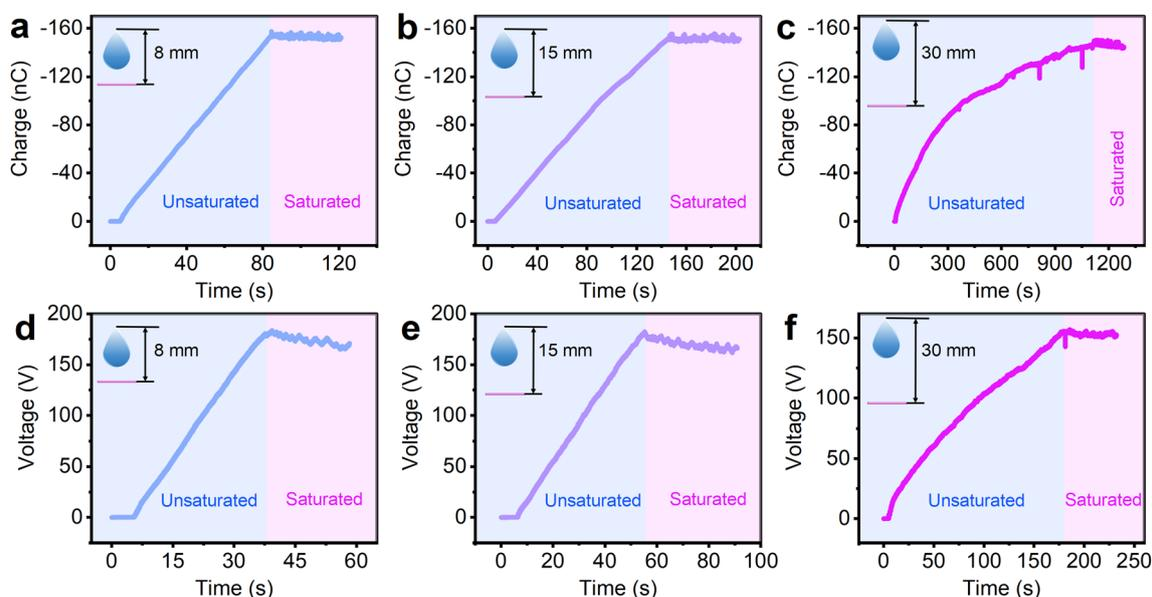 a
-160
-120
-80
-40
0
Charge (nC)
8 mm
Unsaturated
Saturated
0 40 80 120
Time (s)
b
-160
-120
-80
-40
0
Charge (nC)
15 mm
Unsaturated
Saturated
0 40 80 120 160 200
Time (s)
c
-160
-120
-80
-40
0
Charge (nC)
30 mm
Unsaturated
Saturated
0 300 600 900 1200
Time (s)
d
200
150
100
50
0
Voltage (V)
8 mm
Unsaturated
Saturated
0 15 30 45 60
Time (s)
e
200
150
100
50
0
Voltage (V)
15 mm
Unsaturated
Saturated
0 20 40 60 80 100
Time (s)
f
150
100
50
0
Voltage (V)
30 mm
Unsaturated
Saturated
0 50 100 150 200 250
Time (s)